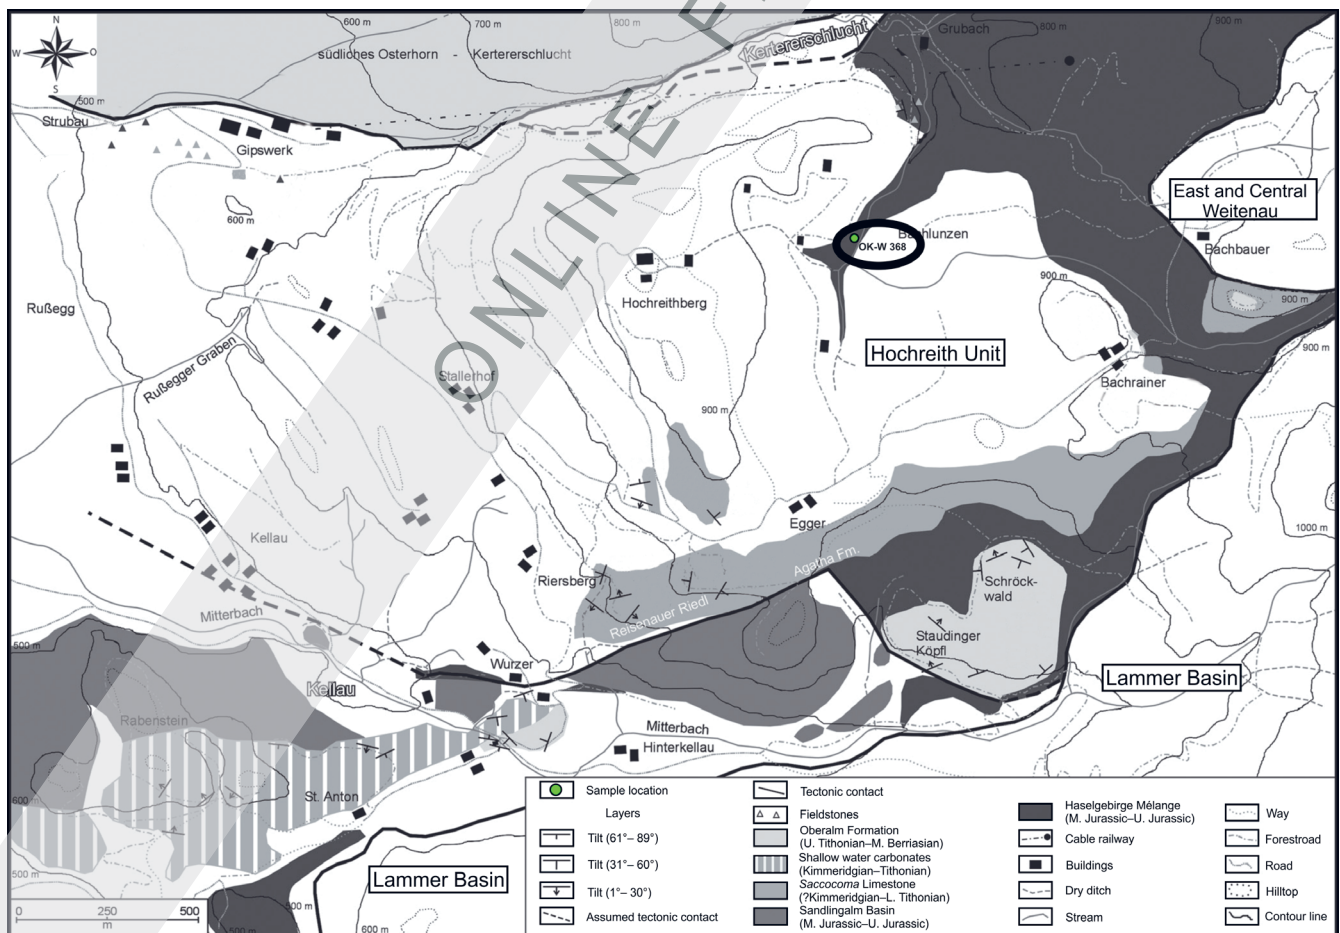 N
W
O
S
600 m
700 m
800 m
800 m
900 m
südliches Osterhorn - Kertererschlucht
Kertererschlucht
Grubach
500 m
Strubau
Gipswerk
600 m
East and Central
Weitenau
Bachlunzen
OK-W 368
Bachbauer
Hochreithberg
Rußegg
900 m
900 m
900 m
Hochreith Unit
Rußegger Graben
Stallerhof
Bachrainer
900 m
ONLINE
Egger
1000 m
Kellau
Riersberg
Agatha Fm.
Schröck-
wald
Reisenauer Riedl
Mitterbach
Staudinger
Köpfl
500 m
Wurzer
Lammer Basin
Kellau
Rabenstein
Mitterbach
Hinterkellau
St. Anton
600 m
500 m
Lammer Basin
500 m
500 m
600 m
0 250 500
m
Sample location
Layers
Tilt (61°– 89°)
Tilt (31°– 60°)
Tilt (1°– 30°)
Assumed tectonic contact
Tectonic contact
Fieldstones
Oberalm Formation
(U. Tithonian–M. Berriasian)
Shallow water carbonates
(Kimmeridgian–Tithonian)
Saccocoma Limestone
(?Kimmeridgian–L. Tithonian)
Sandlingalm Basin
(M. Jurassic–U. Jurassic)
Haselgebirge Mélange
(M. Jurassic–U. Jurassic)
Cable railway
Buildings
Dry ditch
Stream
Way
Forestroad
Road
Hilltop
Contour line